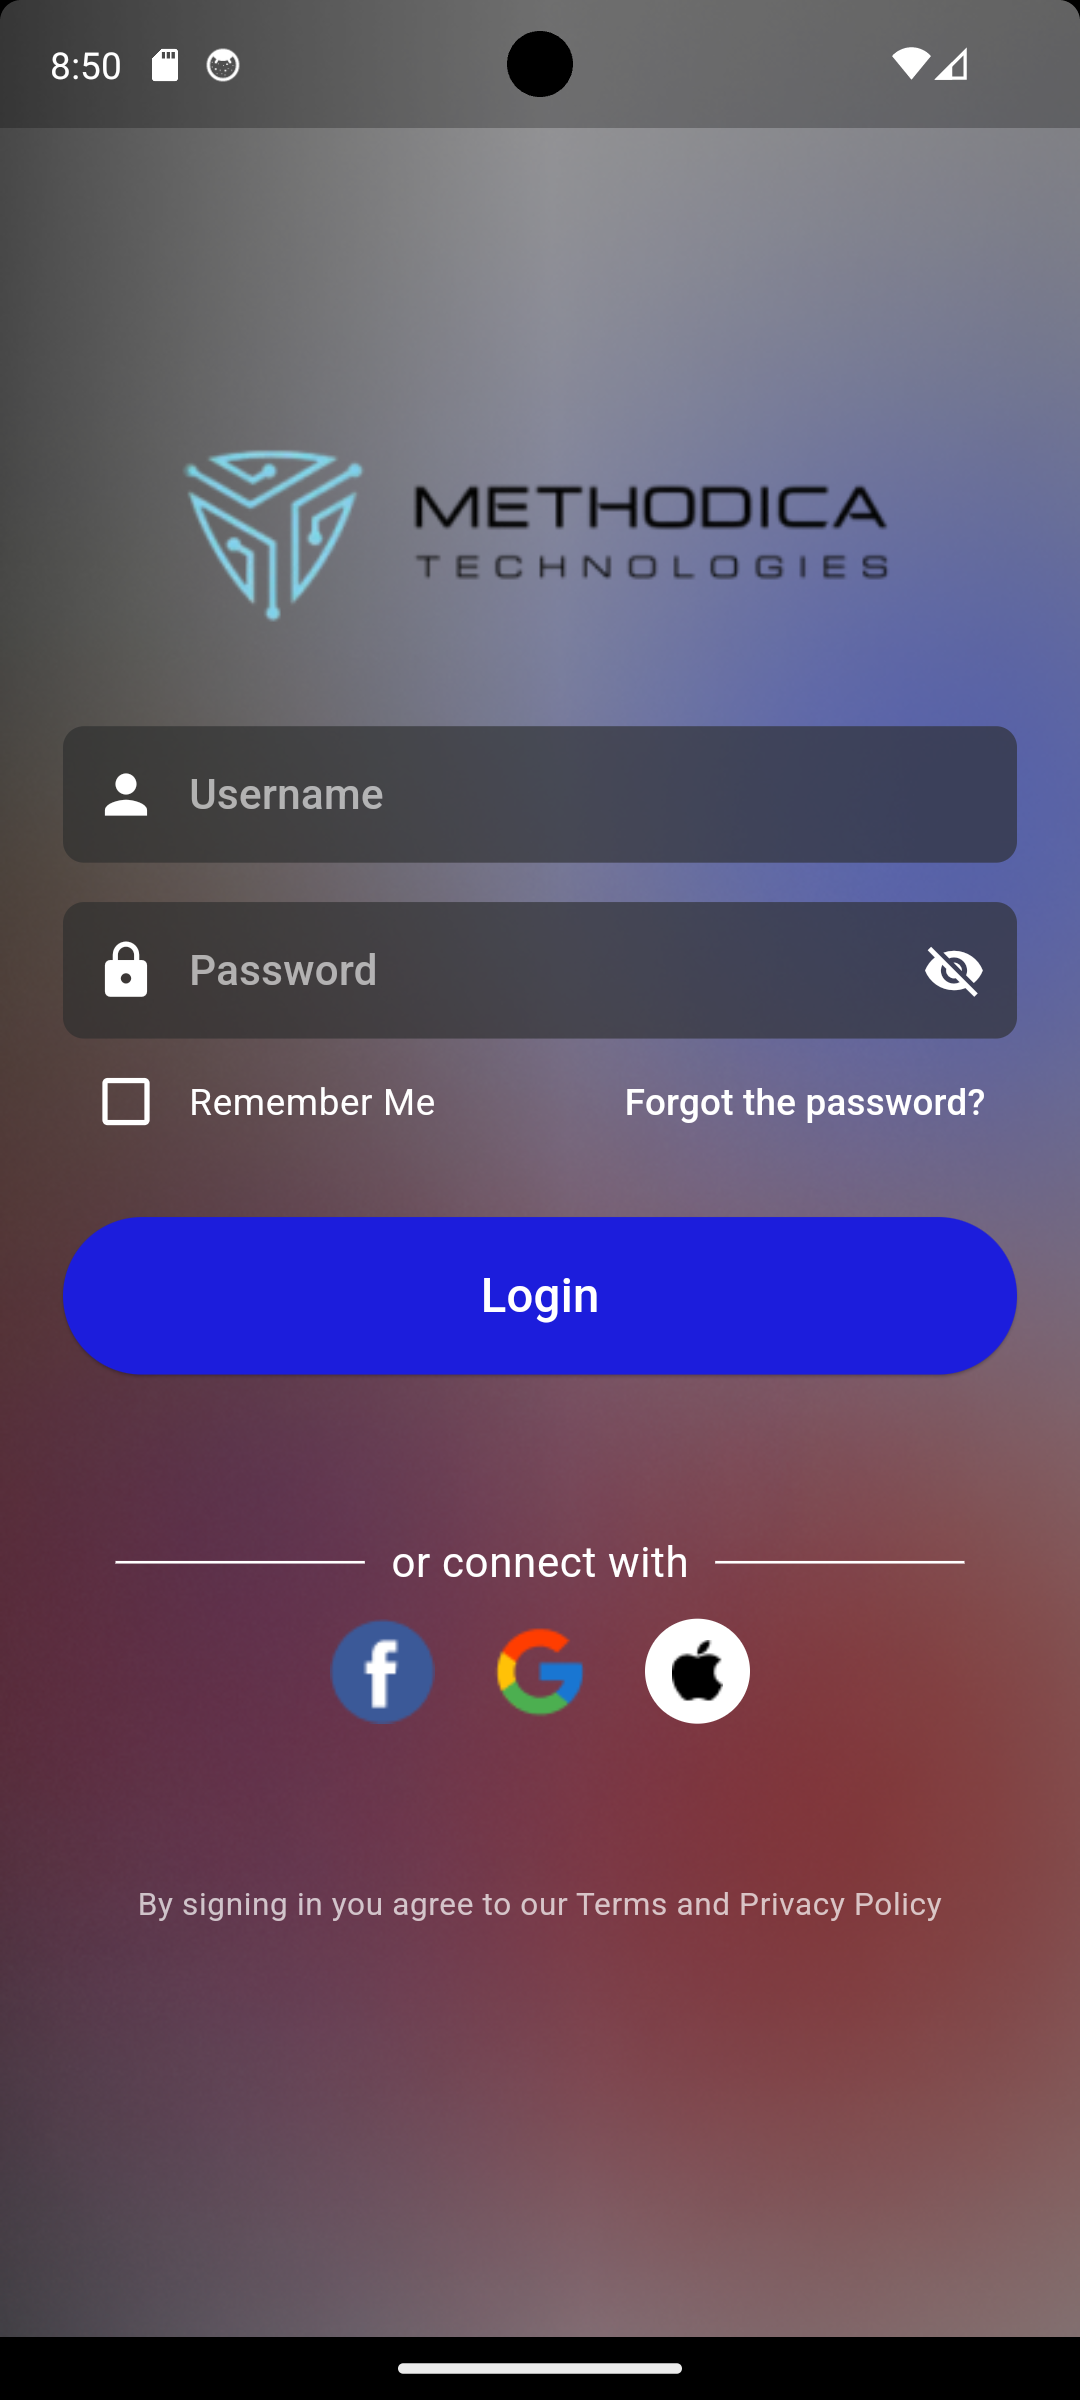 8:50
METHODICA
TECHNOLOGIES
Username
Password
Remember Me Forgot the password?
Login
or connect with
By signing in you agree to our Terms and Privacy Policy